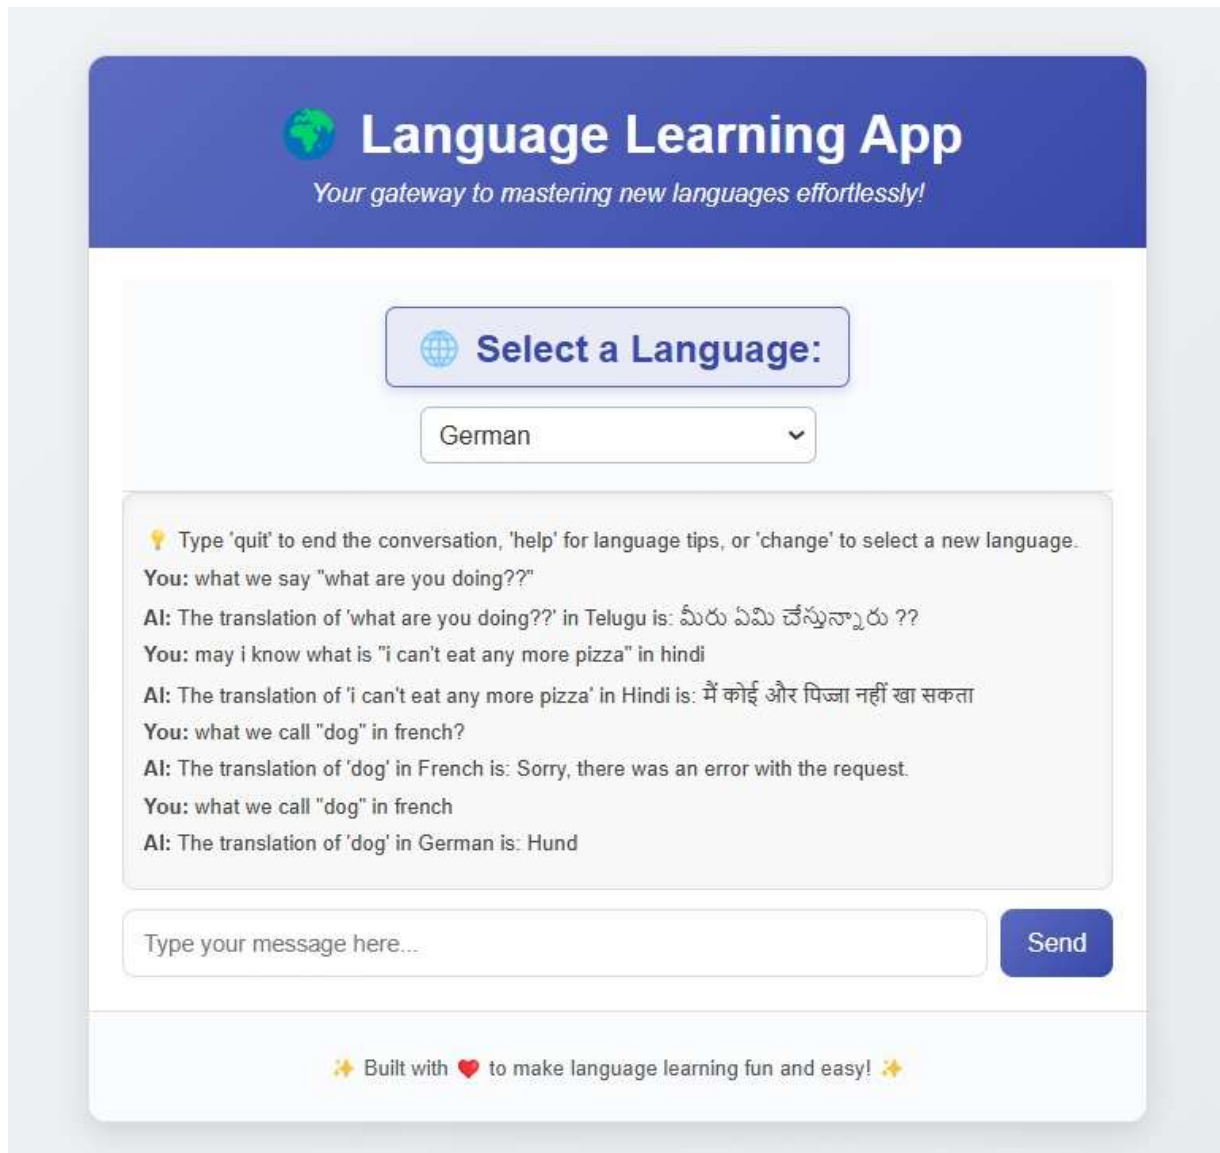 Language Learning App
Your gateway to mastering new languages effortlessly!
Select a Language:
German
Type 'quit' to end the conversation, 'help' for language tips, or 'change' to select a new language.
You: what we say "what are you doing??"
AI: The translation of 'what are you doing??' in Telugu is: మీరు ఏమి చేస్తున్నారు ??
You: may i know what is "i can't eat any more pizza" in hindi
AI: The translation of 'i can't eat any more pizza' in Hindi is: मैं कोई और पिज्जा नहीं खा सकता
You: what we call "dog" in french?
AI: The translation of 'dog' in French is: Sorry, there was an error with the request.
You: what we call "dog" in french
AI: The translation of 'dog' in German is: Hund
Type your message here...
Send
Built with ❤️ to make language learning fun and easy!